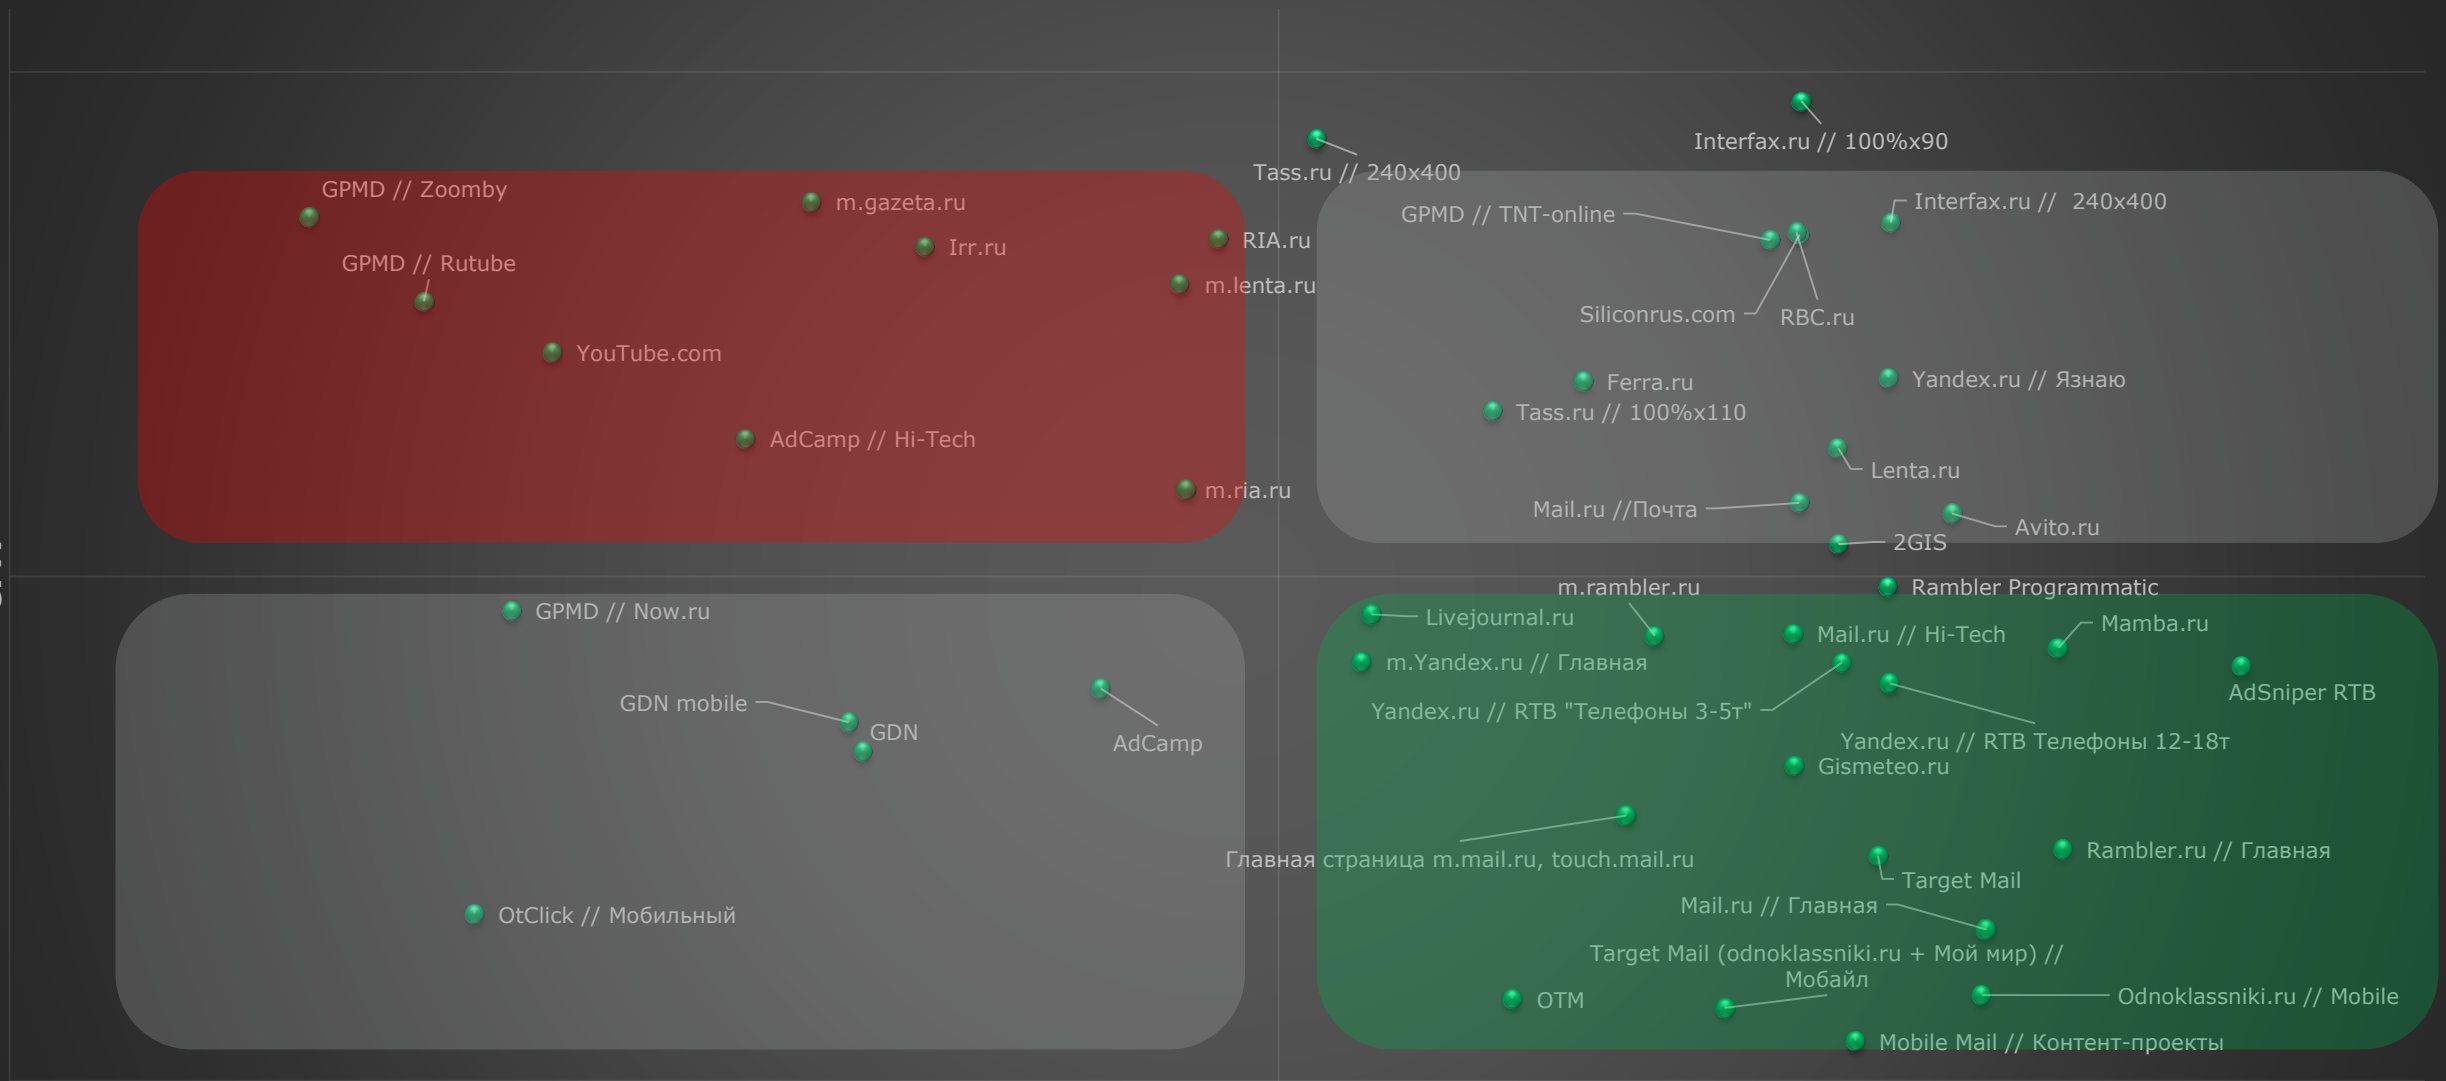 Interfax.ru // 100%x90
Tass.ru // 240x400
GPMD // Zoomby
m.gazeta.ru
Irr.ru
RIA.ru
GPMD // Rutube
m.lenta.ru
YouTube.com
AdCamp // Hi-Tech
m.ria.ru
GPMD // TNT-online
Interfax.ru // 240x400
Siliconrus.com
RBC.ru
Ferra.ru
Yandex.ru // Язнаю
Tass.ru // 100%x110
Lenta.ru
Mail.ru //Почта
Avito.ru
2GIS
m.rambler.ru
Rambler Programmatic
GPMD // Now.ru
GDN mobile
GDN
AdCamp
OtClick // Мобильный
Livejournal.ru
Mail.ru // Hi-Tech
Mamba.ru
m.Yandex.ru // Главная
AdSniper RTB
Yandex.ru // RTB "Телефоны 3-5т"
Yandex.ru // RTB Телефоны 12-18т
Gismeteo.ru
Главная страница m.mail.ru, touch.mail.ru
Rambler.ru // Главная
Target Mail
Mail.ru // Главная
Target Mail (odnoklassniki.ru + Мой мир) //
Мобайл
OTM
Odnoklassniki.ru // Mobile
Mobile Mail // Контент-проекты